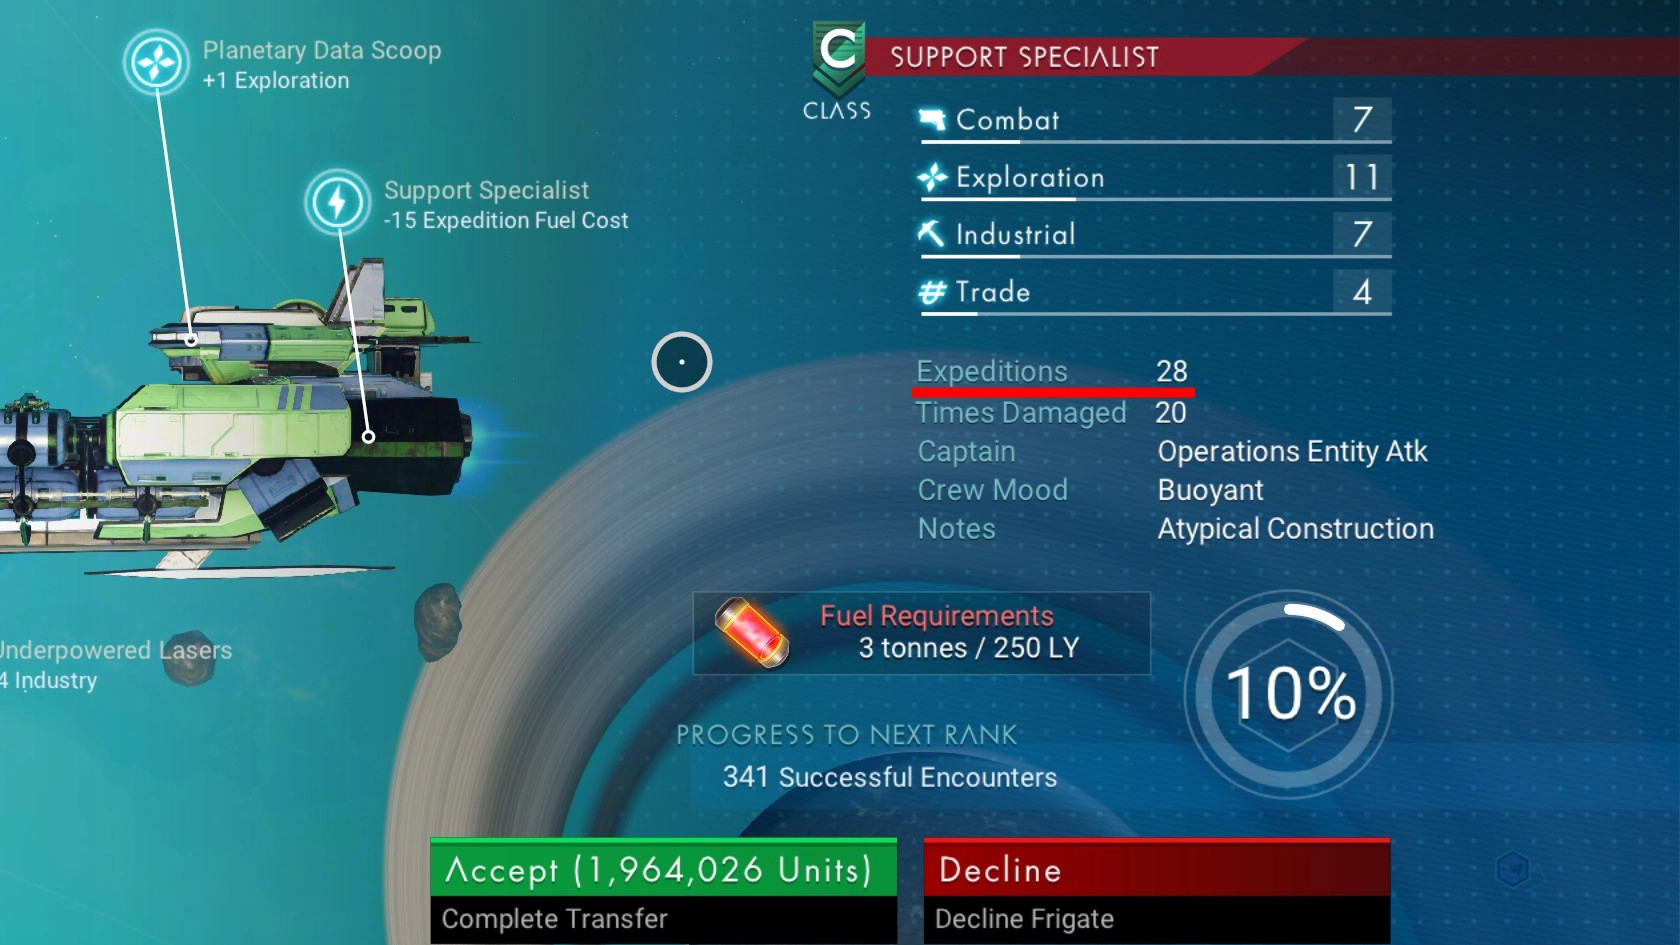 Planetary Data Scoop
+1 Exploration
Support Specialist
-15 Expedition Fuel Cost
Underpowered Lasers
4 Industry
C
CLASS
SUPPORT SPECIALIST
Combat 7
Exploration 11
Industrial 7
Trade 4
Expeditions 28
Times Damaged 20
Captain Operations Entity Atk
Crew Mood Buoyant
Notes Atypical Construction
Fuel Requirements
3 tonnes / 250 LY
10%
PROGRESS TO NEXT RANK
341 Successful Encounters
Accept (1,964,026 Units)
Complete Transfer
Decline
Decline Frigate